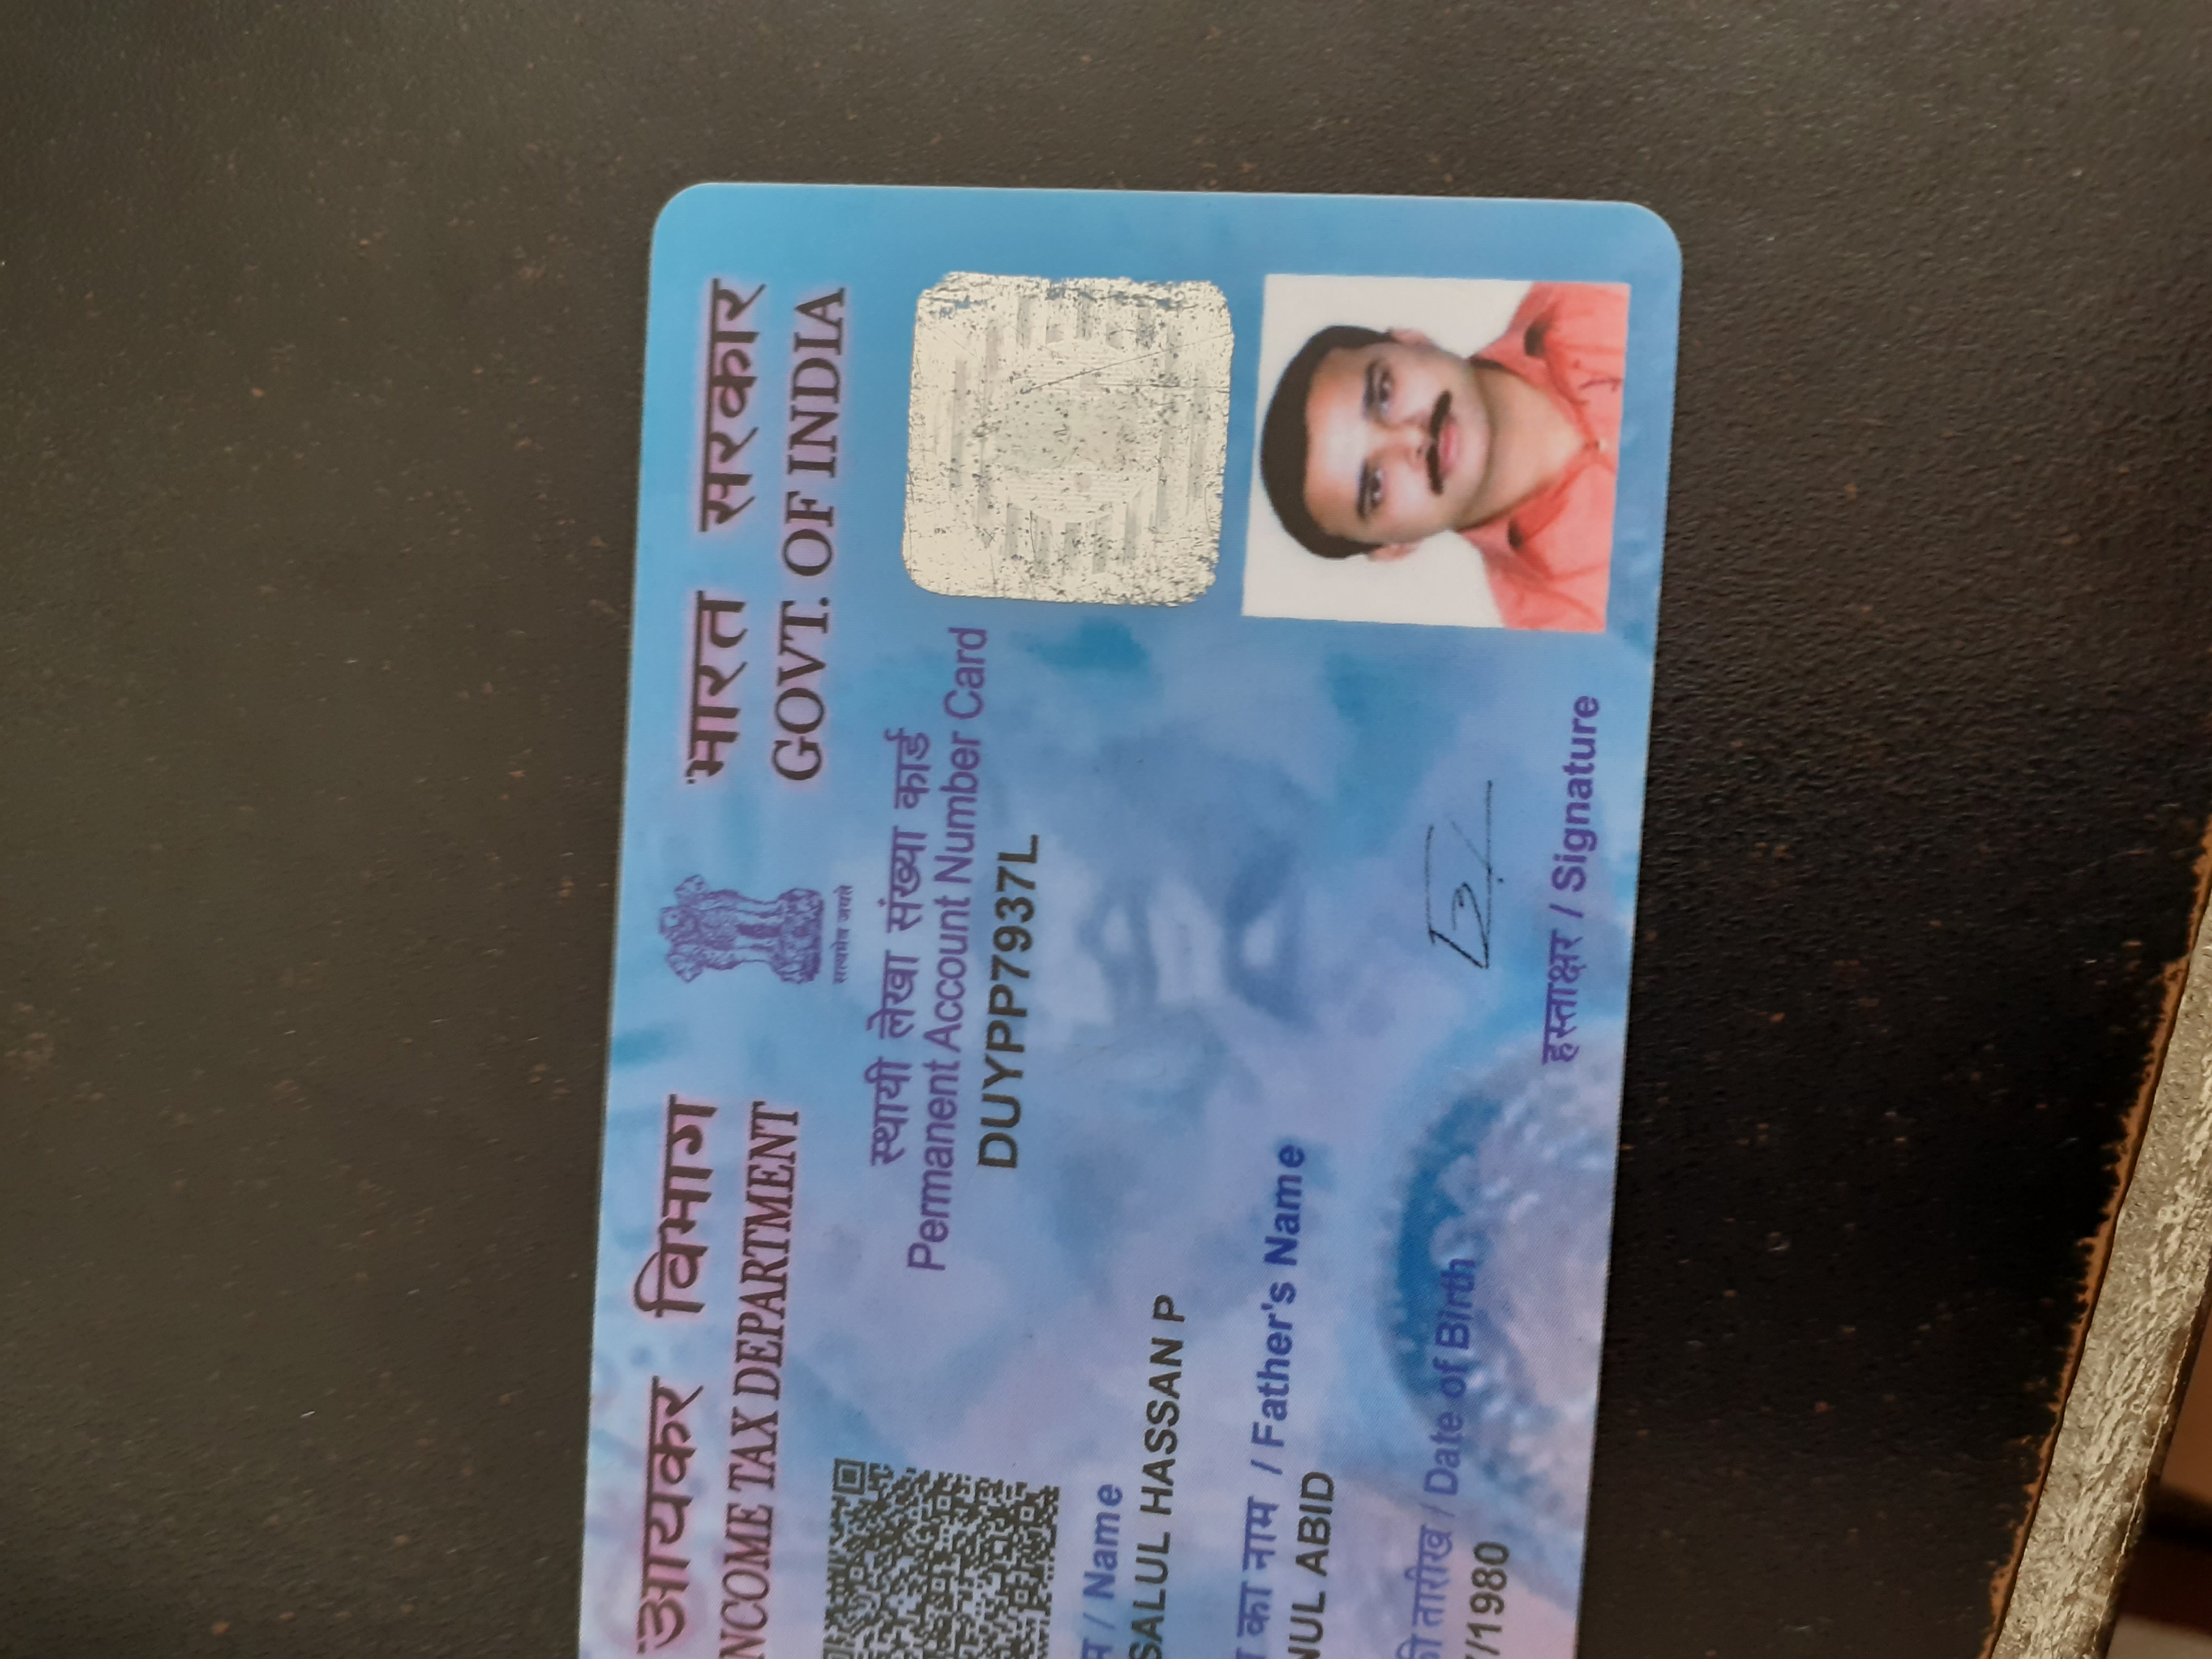 आयकर विभाग
NCOME TAX DEPARTMENT
भारत सरकार
GOVT. OF INDIA
सत्यमेव जयते
स्थायी लेखा संख्या कार्ड
Permanent Account Number Card
DUYPP7937L
म / Name
SALUL HASSAN P
का नाम / Father's Name
NUL ABID
की तारीख / Date of Birth
/1980
हस्ताक्षर / Signature